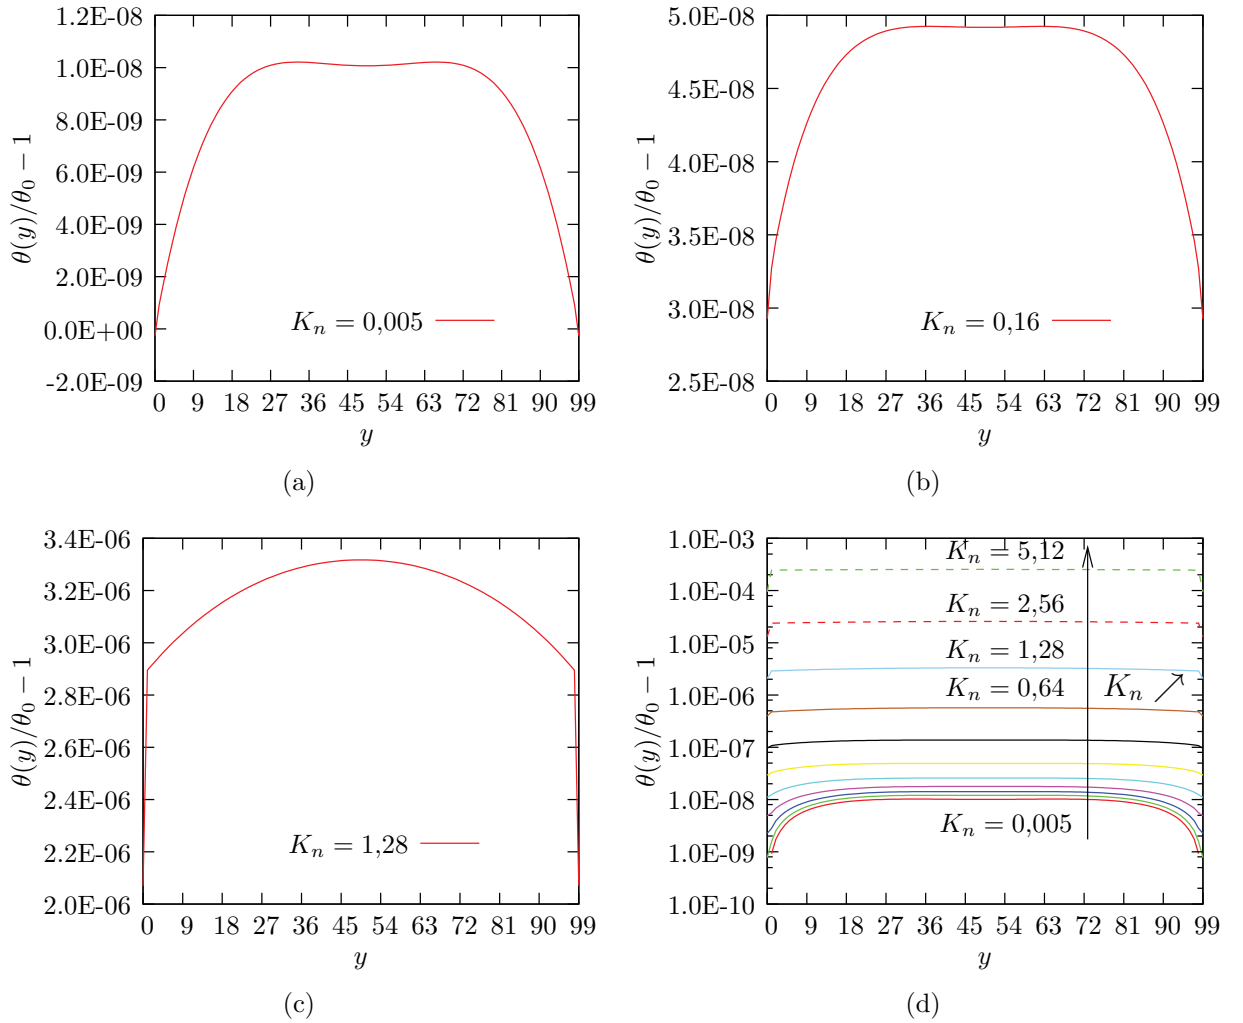 1.2E-08
1.0E-08
8.0E-09
6.0E-09
4.0E-09
2.0E-09
0.0E+00
-2.0E-09
θ(y)/θ₀ − 1
Kₙ = 0,005
0 9 18 27 36 45 54 63 72 81 90 99
y
(a)
5.0E-08
4.5E-08
4.0E-08
3.5E-08
3.0E-08
2.5E-08
θ(y)/θ₀ − 1
Kₙ = 0,16
0 9 18 27 36 45 54 63 72 81 90 99
y
(b)
3.4E-06
3.2E-06
3.0E-06
2.8E-06
2.6E-06
2.4E-06
2.2E-06
2.0E-06
θ(y)/θ₀ − 1
Kₙ = 1,28
0 9 18 27 36 45 54 63 72 81 90 99
y
(c)
1.0E-03
1.0E-04
1.0E-05
1.0E-06
1.0E-07
1.0E-08
1.0E-09
1.0E-10
θ(y)/θ₀ − 1
Kₙ = 5,12
Kₙ = 2,56
Kₙ = 1,28
Kₙ = 0,64
Kₙ ↗
Kₙ = 0,005
0 9 18 27 36 45 54 63 72 81 90 99
y
(d)